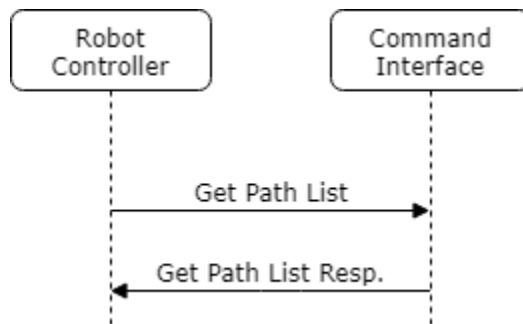 Robot
Controller
Command
Interface
Get Path List
Get Path List Resp.